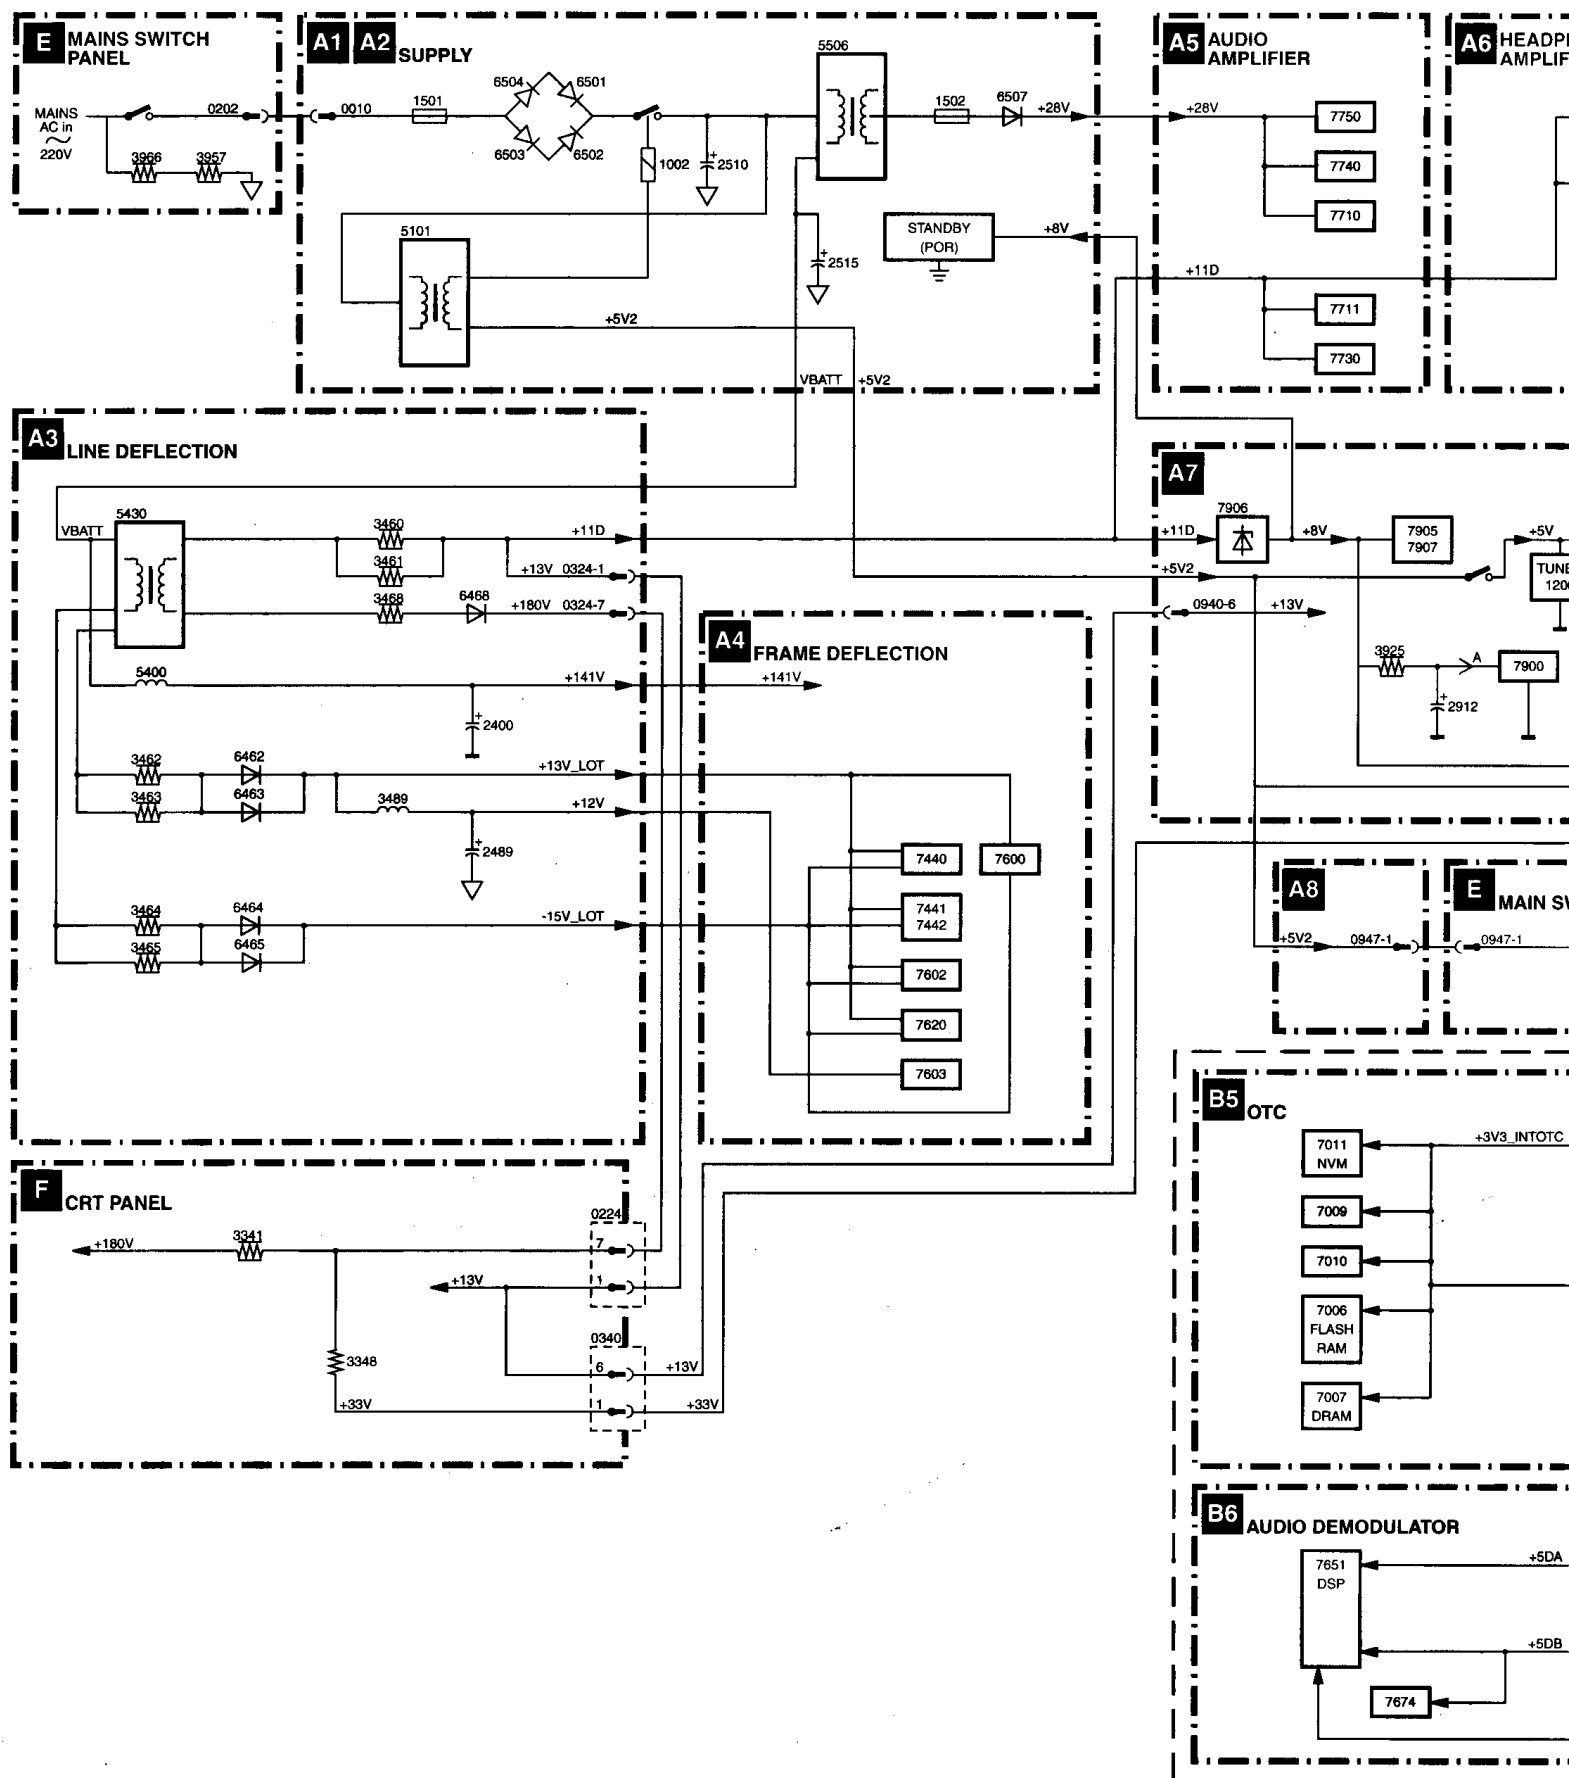 E MAINS SWITCH
PANEL
MAINS
AC in
220V
0202
3966 3957
A1 A2 SUPPLY
0010
1501
6504 6501
6503 6502
1002
2510
5506
1502
6507
+28V
5101
+5V2
2515
STANDBY
(POR)
+8V
VBATT
+5V2
A5 AUDIO
AMPLIFIER
+28V
7750
7740
7710
+11D
7711
7730
A6
A3 LINE DEFLECTION
VBATT
5430
3460
+11D
3461
+13V 0324-1
3468
6468
+180V 0324-7
5400
+141V
2400
3462
6462
+13V_LOT
3463
6463
3489
+12V
2489
3464
6464
-15V_LOT
3465
6465
A4 FRAME DEFLECTION
+141V
7440
7600
7441
7442
7602
7620
7603
A7
7906
+11D
+8V
7905
7907
+5V
+5V2
0940-6
+13V
3925
A
7900
2912
A8
+5V2
0947-1
E MAIN
0947-1
F CRT PANEL
+180V
3341
0224
7
+13V
1
3348
0340
6
+13V
+33V
1
+33V
B5 OTC
7011
NVM
+3V3_INTOTC
7009
7010
7006
FLASH
RAM
7007
DRAM
B6 AUDIO DEMODULATOR
7651
DSP
+5DA
+5DB
7674